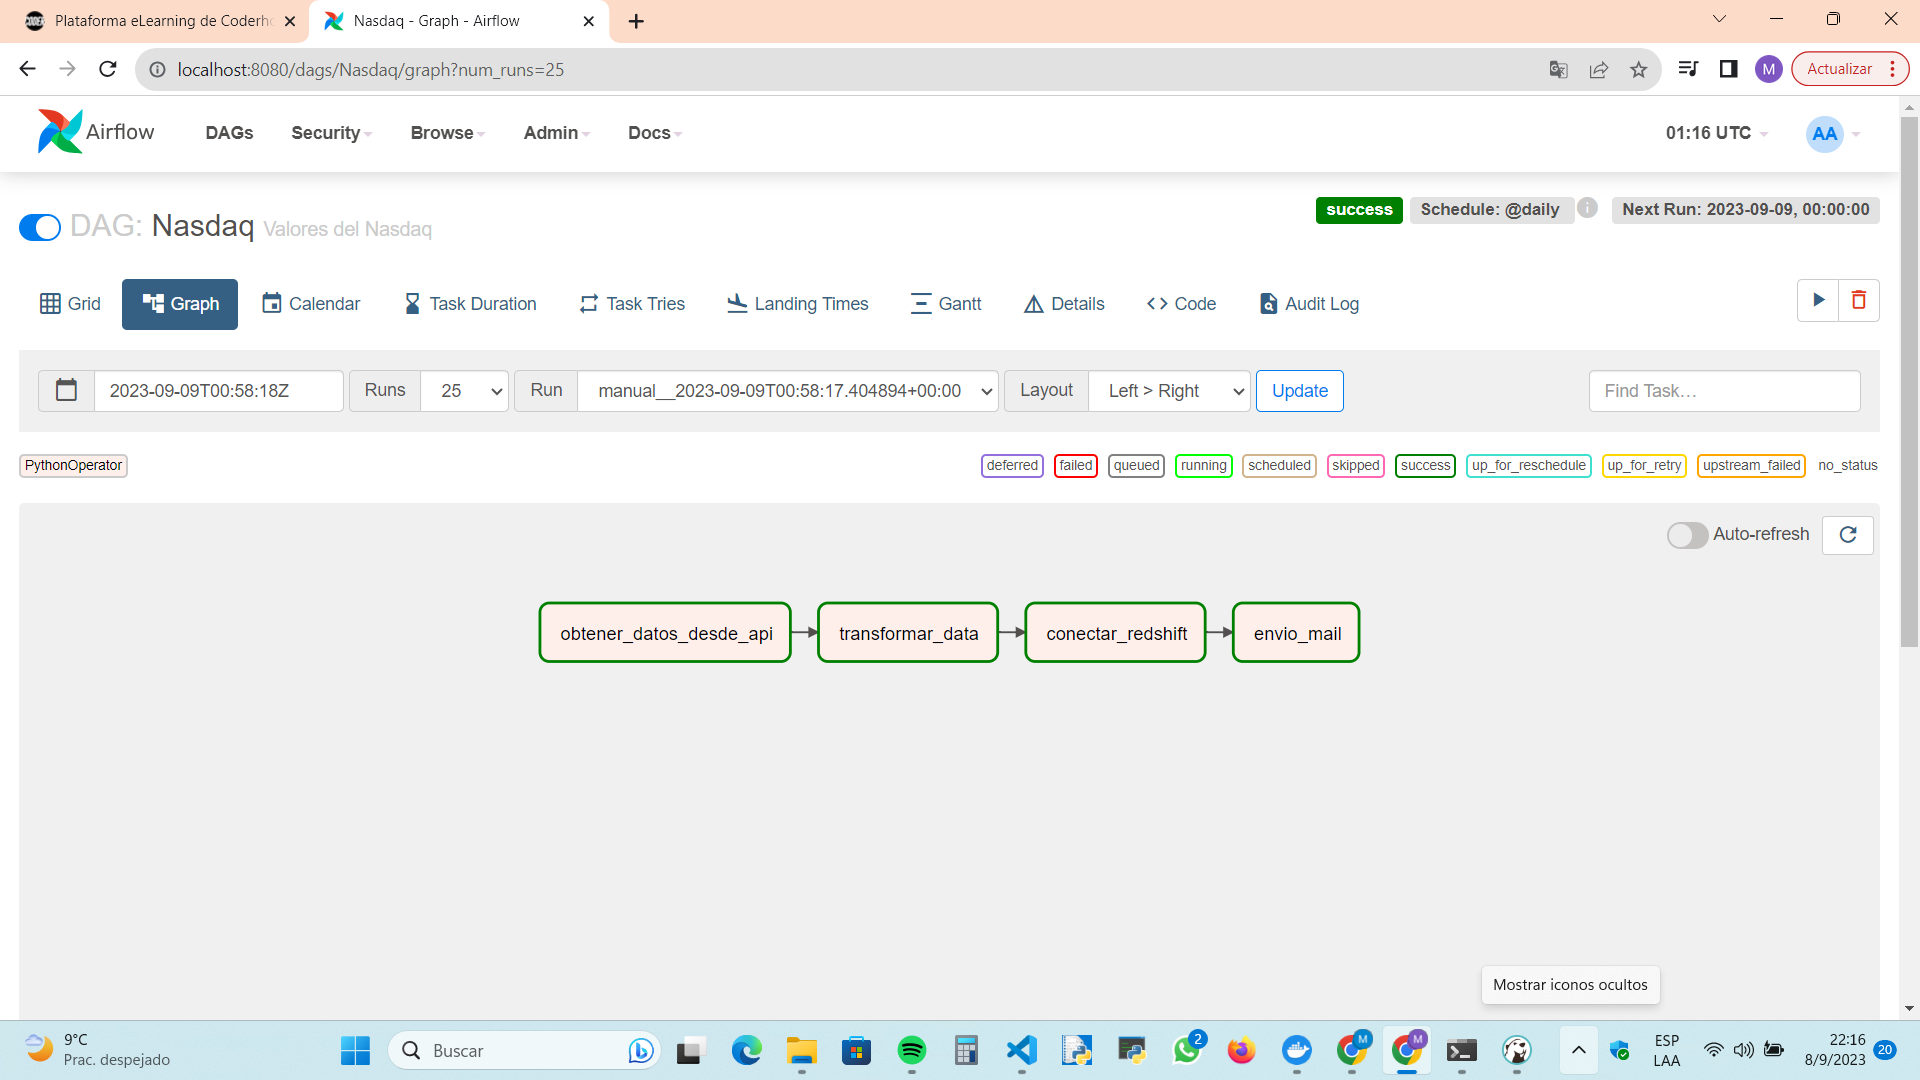 Plataforma eLearning de Coderh
Nasdaq - Graph - Airflow
localhost:8080/dags/Nasdaq/graph?num_runs=25
M
Actualizar
Airflow
DAGs
Security
Browse
Admin
Docs
01:16 UTC
AA
DAG: Nasdaq Valores del Nasdaq
success
Schedule: @daily
Next Run: 2023-09-09, 00:00:00
Grid
Graph
Calendar
Task Duration
Task Tries
Landing Times
Gantt
Details
Code
Audit Log
2023-09-09T00:58:18Z
Runs
25
Run
manual__2023-09-09T00:58:17.404894+00:00
Layout
Left > Right
Update
Find Task…
PythonOperator
deferred
failed
queued
running
scheduled
skipped
success
up_for_reschedule
up_for_retry
upstream_failed
no_status
Auto-refresh
obtener_datos_desde_api
transformar_data
conectar_redshift
envio_mail
Mostrar iconos ocultos
9°C
Prac. despejado
Buscar
2
M
M
ESP
LAA
22:16
8/9/2023
20